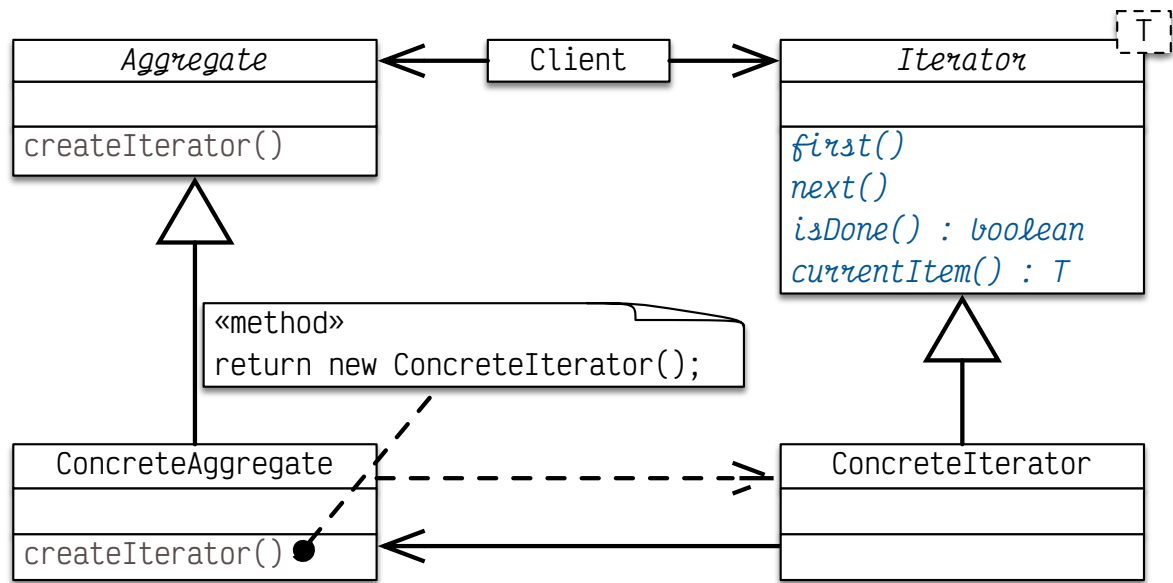 T
Aggregate
Client
Iterator
createIterator()
first()
next()
isDone() : boolean
currentItem() : T
«method»
return new ConcreteIterator();
ConcreteAggregate
ConcreteIterator
createIterator()